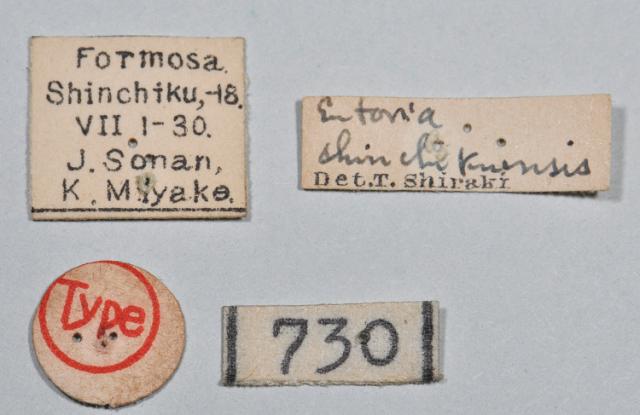 Formosa.
Shinchiku,-18.
VII 1-30.
J. Sonan,
K. Miyake.
Entoria
shinchikuensis
Det.T. Shiraki
Type
730